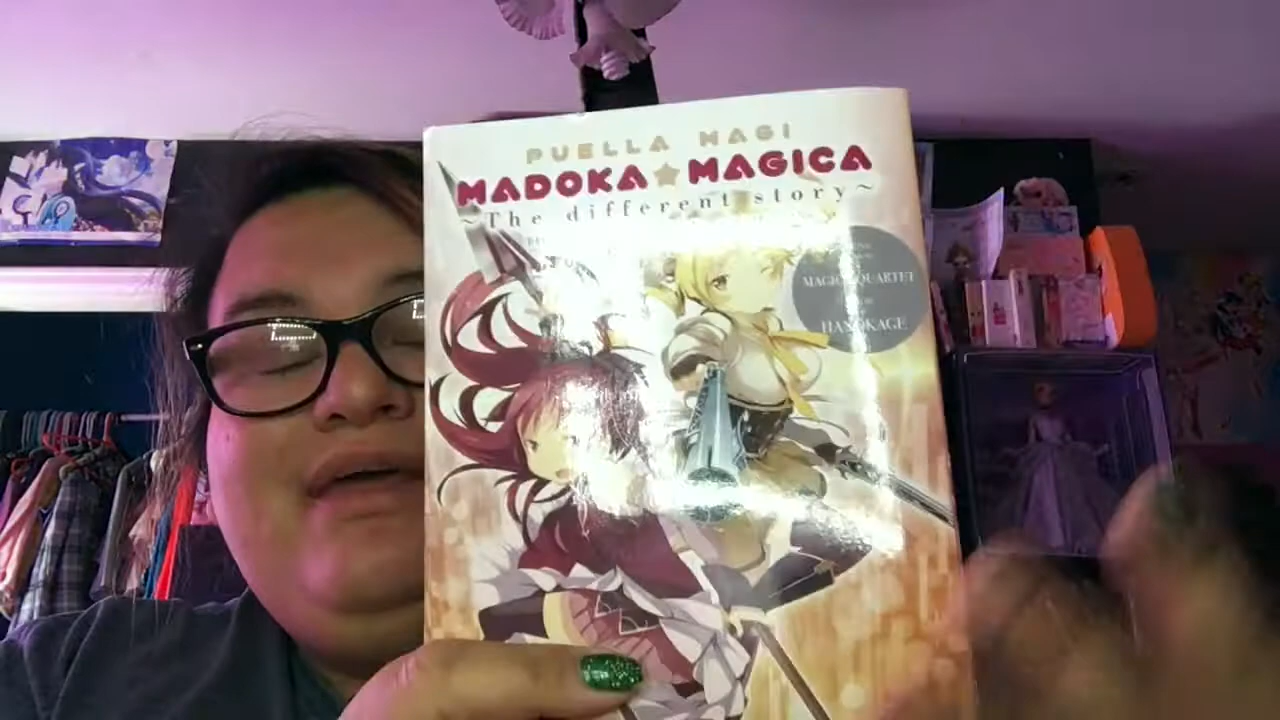 PUELLA MAGI
MADOKA★MAGICA
~The different story~
MAGICA QUARTET
HANOKAGE